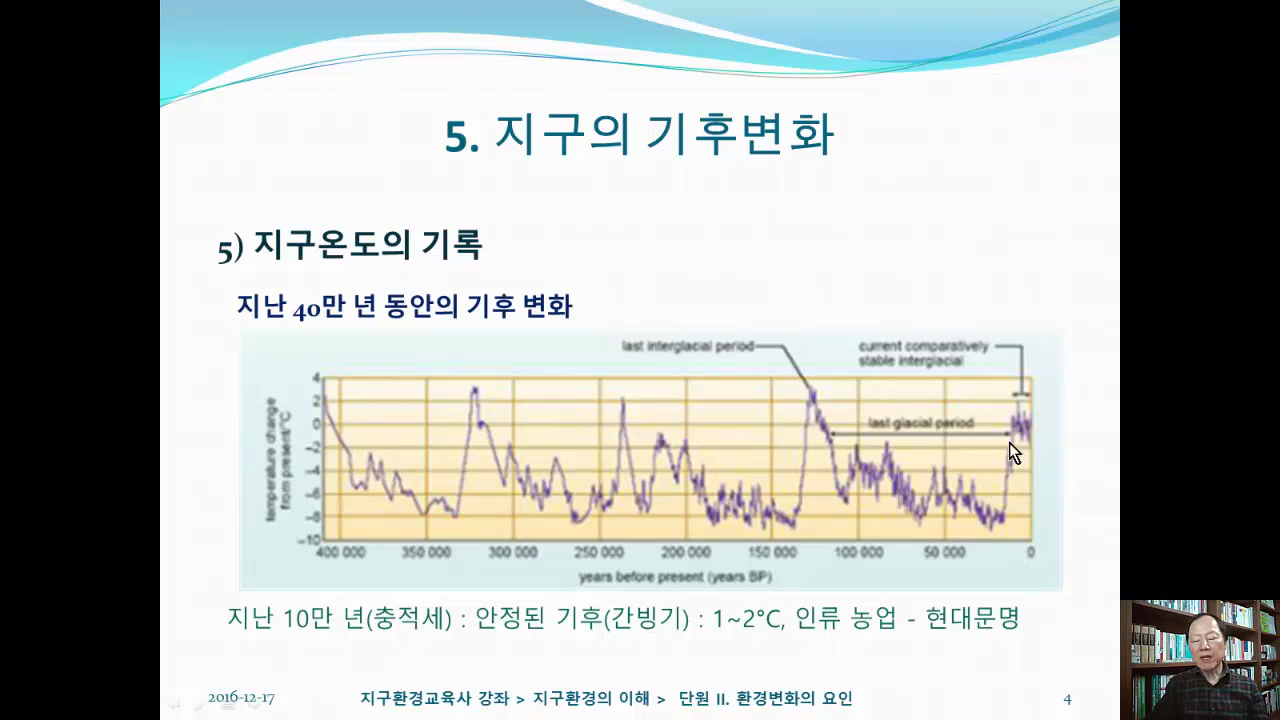 5. 지구의 기후변화
5) 지구온도의 기록
지난 40만 년 동안의 기후 변화
last interglacial period
current comparatively
stable interglacial
last glacial period
temperature change
from present/°C
4
2
0
−2
−4
−6
−8
−10
400 000 350 000 300 000 250 000 200 000 150 000 100 000 50 000 0
years before present (years BP)
지난 10만 년(충적세) : 안정된 기후(간빙기) : 1~2°C, 인류 농업 - 현대문명
2016-12-17 지구환경교육사 강좌 > 지구환경의 이해 > 단원 II. 환경변화의 요인 4